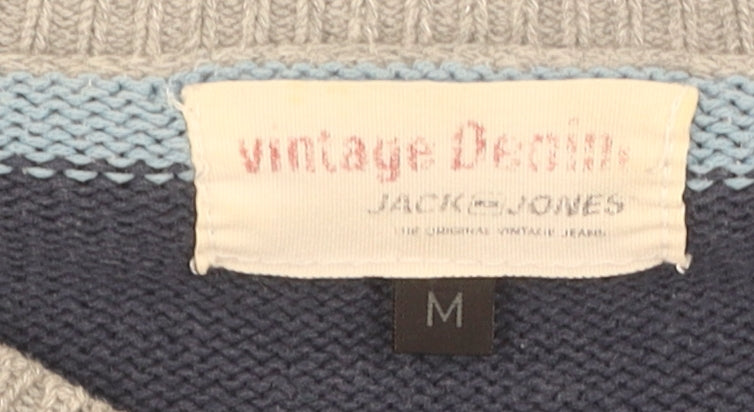 vintage Denim
JACK & JONES
THE ORIGINAL VINTAGE JEANS
M